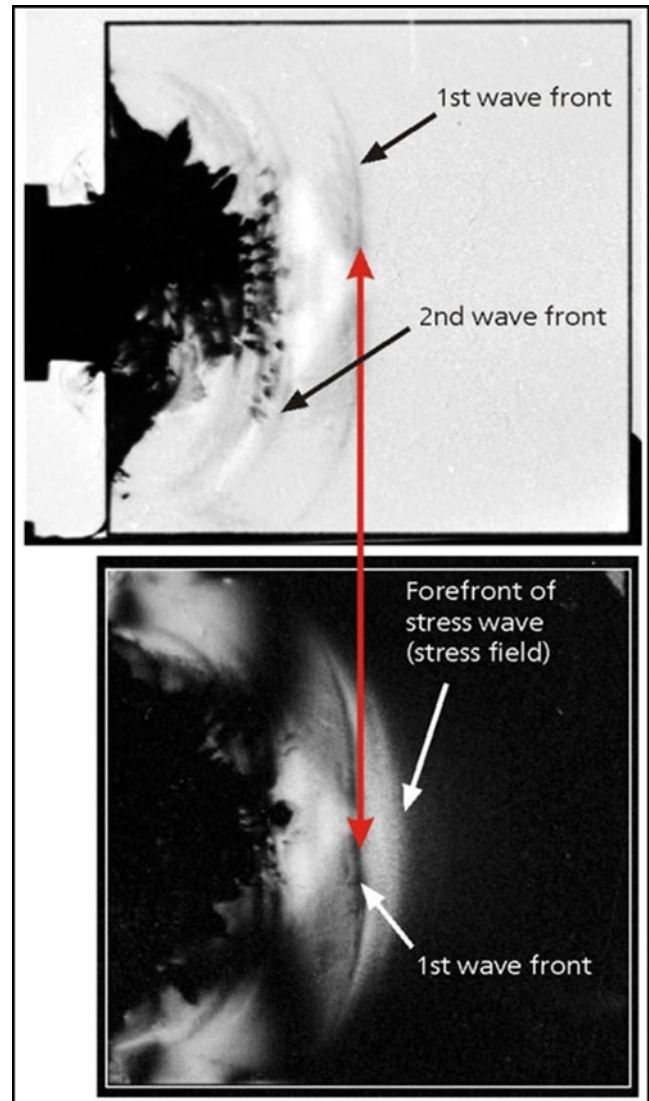 1st wave front
2nd wave front
Forefront of
stress wave
(stress field)
1st wave front